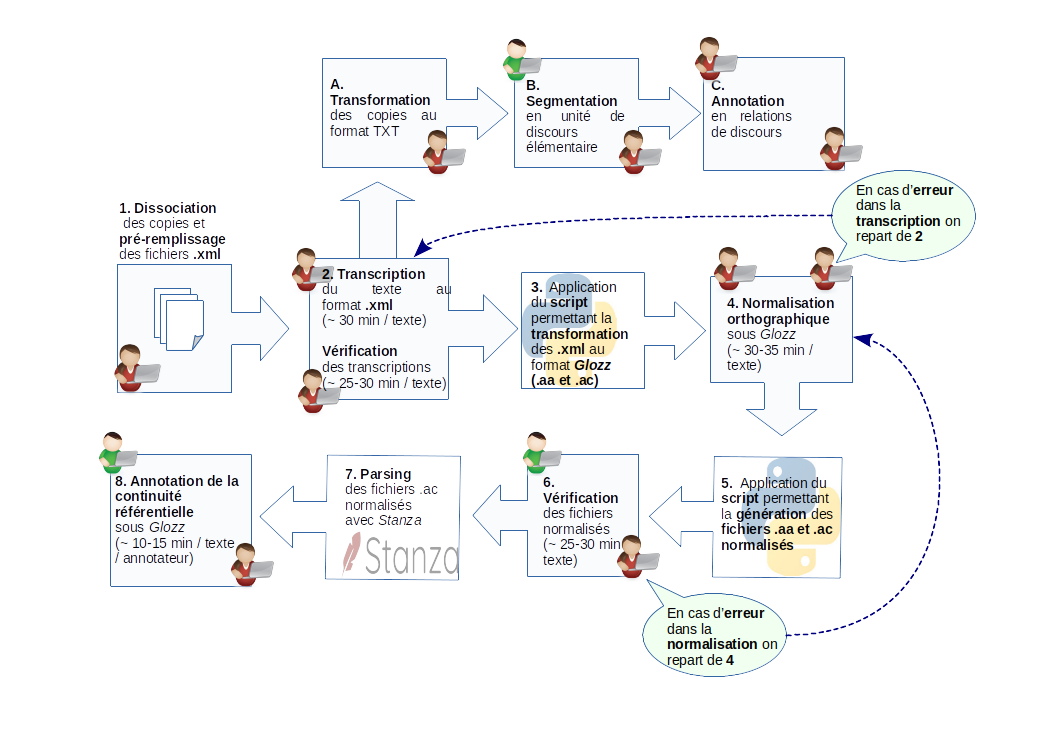 A.
Transformation
des copies au
format TXT
B.
Segmentation
en unité de
discours
élémentaire
C.
Annotation
en relations
de discours
En cas d'erreur
dans la
transcription on
repart de 2
1. Dissociation
des copies et
pré-remplissage
des fichiers .xml
2. Transcription
du texte au
format .xml
(~ 30 min / texte)
Vérification
des transcriptions
(~ 25-30 min / texte)
3. Application
du script
permettant la
transformation
des .xml au
format Glozz
(.aa et .ac)
4. Normalisation
orthographique
sous Glozz
(~ 30-35 min /
texte)
8. Annotation de la
continuité
référentielle
sous Glozz
(~ 10-15 min / texte
/ annotateur)
7. Parsing
des fichiers .ac
normalisés
avec Stanza
Stanza
6.
Vérification
des fichiers
normalisés
(~ 25-30 min
texte)
5. Application du
script permettant
la génération des
fichiers .aa et .ac
normalisés
En cas d'erreur
dans la
normalisation on
repart de 4